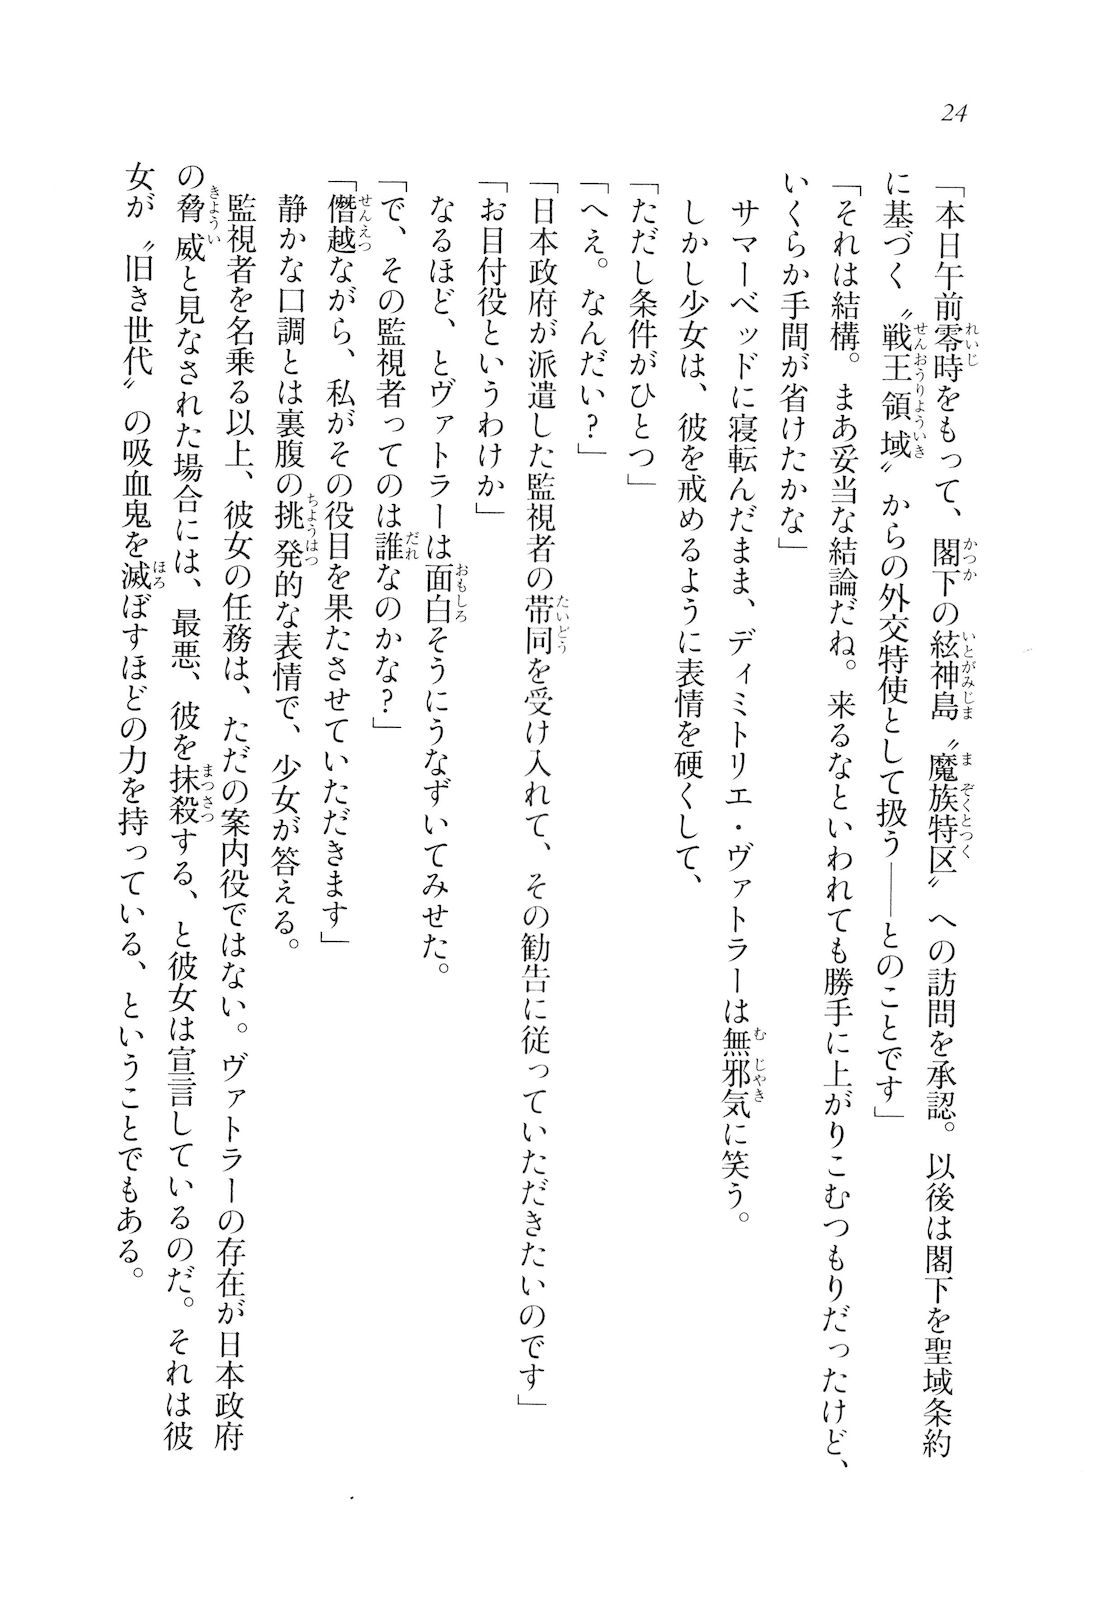 24
「本日午前零時をもって、閣下の絃神島〝魔族特区〟への訪問を承認。以後は閣下を聖域条約
に基づく〝戦王領域〟からの外交特使として扱う――とのことです」
「それは結構。まあ妥当な結論だね。来るなといわれても勝手に上がりこむつもりだったけど、
いくらか手間が省けたかな」
サマーベッドに寝転んだまま、ディミトリエ・ヴァトラーは無邪気に笑う。
しかし少女は、彼を戒めるように表情を硬くして、
「ただし条件がひとつ」
「へえ。なんだい？」
「日本政府が派遣した監視者の帯同を受け入れて、その勧告に従っていただきたいのです」
「お目付役というわけか」
なるほど、とヴァトラーは面白そうにうなずいてみせた。
「で、その監視者ってのは誰なのかな？」
「僭越ながら、私がその役目を果たさせていただきます」
静かな口調とは裏腹の挑発的な表情で、少女が答える。
監視者を名乗る以上、彼女の任務は、ただの案内役ではない。ヴァトラーの存在が日本政府
の脅威と見なされた場合には、最悪、彼を抹殺する、と彼女は宣言しているのだ。それは彼
女が〝旧き世代〟の吸血鬼を滅ぼすほどの力を持っている、ということでもある。